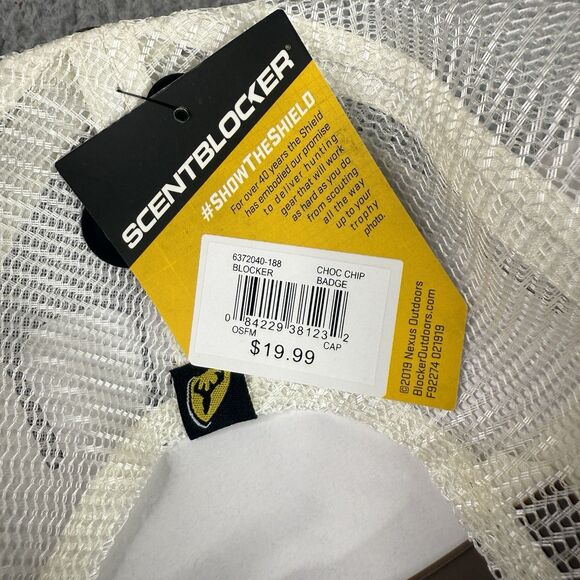 SCENTBLOCKER®
#SHOWTHESHIELD
For over 40 years the Shield
has embodied our promise
to deliver hunting
gear that will work
as hard as you do
from scouting
all the way
up to your
trophy
photo.
6372040-188 CHOC CHIP
BLOCKER BADGE
0 84229 38123 2
OSFM CAP
$19.99
©2019 Nexus Outdoors
BlockerOutdoors.com
F92274 021919